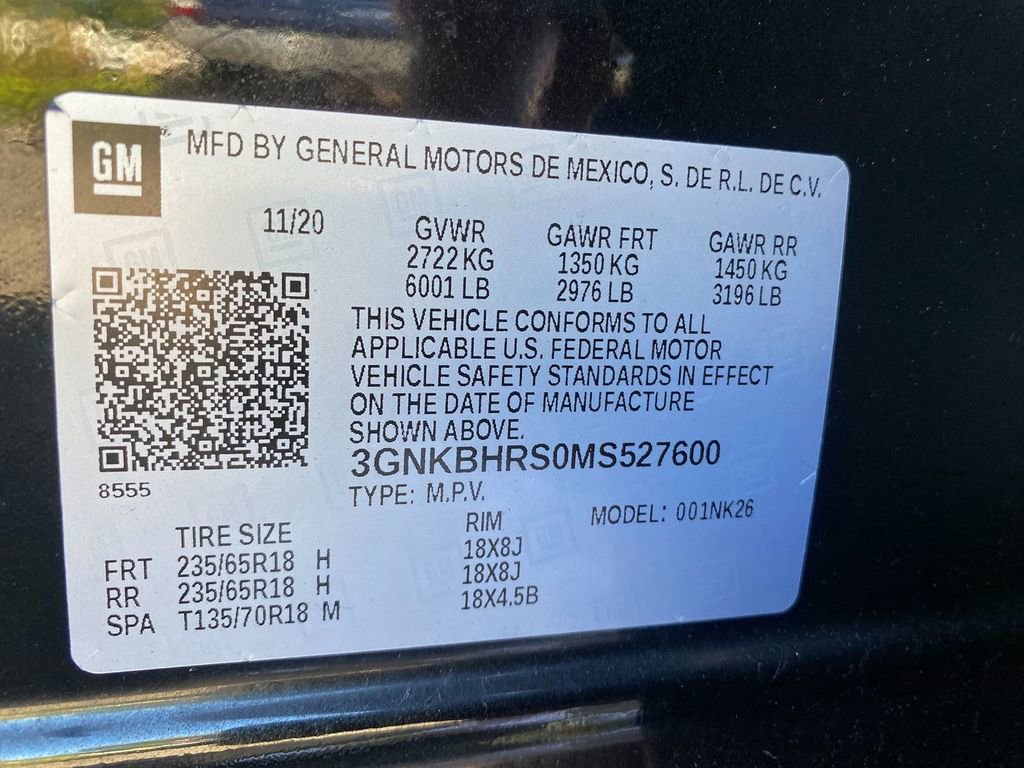 GM ® MFD BY GENERAL MOTORS DE MEXICO, S. DE R.L. DE C.V.
11/20 GVWR GAWR FRT GAWR RR
2722 KG 1350 KG 1450 KG
6001 LB 2976 LB 3196 LB
THIS VEHICLE CONFORMS TO ALL
APPLICABLE U.S. FEDERAL MOTOR
VEHICLE SAFETY STANDARDS IN EFFECT
ON THE DATE OF MANUFACTURE
SHOWN ABOVE.
3GNKBHRS0MS527600
8555
TYPE: M.P.V.
MODEL: 001NK26
TIRE SIZE RIM
FRT 235/65R18 H 18X8J
RR 235/65R18 H 18X8J
SPA T135/70R18 M 18X4.5B